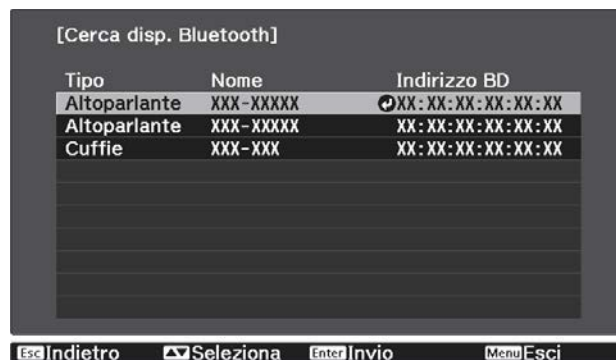 [Cerca disp. Bluetooth]
Tipo Nome Indirizzo BD
Altoparlante XXX-XXXXX XX:XX:XX:XX:XX:XX
Altoparlante XXX-XXXXX XX:XX:XX:XX:XX:XX
Cuffie XXX-XXX XX:XX:XX:XX:XX:XX
Esc Indietro Seleziona Enter Invio Menu Esci